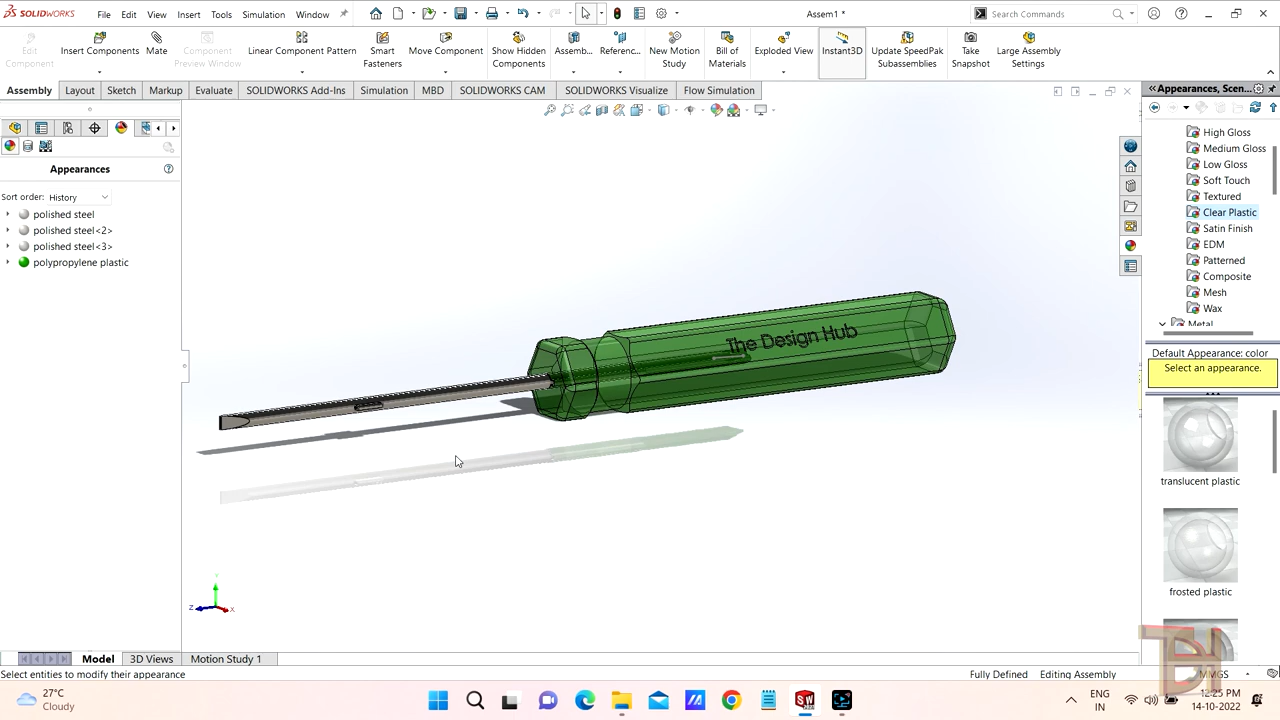 SOLIDWORKS File Edit View Insert Tools Simulation Window Assem1 * Search Commands
Edit Component Insert Components Mate Component Preview Window Linear Component Pattern Smart Fasteners Move Component Show Hidden Components Assemb... Referenc... New Motion Study Bill of Materials Exploded View Instant3D Update SpeedPak Subassemblies Take Snapshot Large Assembly Settings
Assembly Layout Sketch Markup Evaluate SOLIDWORKS Add-Ins Simulation MBD SOLIDWORKS CAM SOLIDWORKS Visualize Flow Simulation
Appearances, Scen...
Appearances
Sort order: History
polished steel
polished steel<2>
polished steel<3>
polypropylene plastic
The Design Hub
Z Y X
High Gloss
Medium Gloss
Low Gloss
Soft Touch
Textured
Clear Plastic
Satin Finish
EDM
Patterned
Composite
Mesh
Wax
Metal
Default Appearance: color
Select an appearance.
translucent plastic
frosted plastic
Model 3D Views Motion Study 1
Select entities to modify their appearance Fully Defined Editing Assembly MMGS
27°C
Cloudy
ENG
IN
12:25 PM
14-10-2022